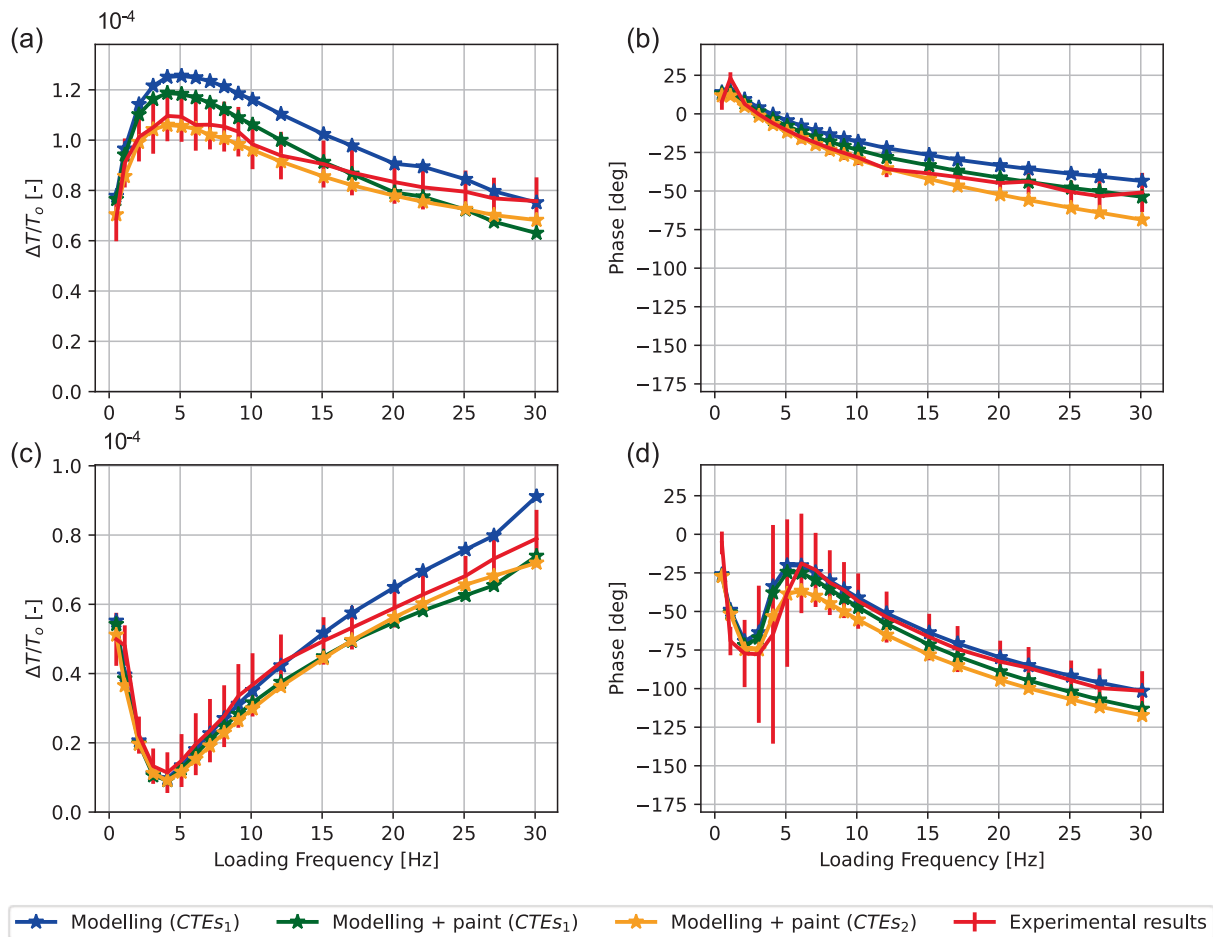 10⁻⁴
(a)
(b)
1.2
1.0
0.8
0.6
0.4
0.2
0.0
ΔT/Tₒ [-]
0 5 10 15 20 25 30
25
0
−25
−50
−75
−100
−125
−150
−175
Phase [deg]
0 5 10 15 20 25 30
10⁻⁴
(c)
(d)
1.0
0.8
0.6
0.4
0.2
0.0
ΔT/Tₒ [-]
0 5 10 15 20 25 30
Loading Frequency [Hz]
25
0
−25
−50
−75
−100
−125
−150
−175
Phase [deg]
0 5 10 15 20 25 30
Loading Frequency [Hz]
Modelling (CTEs₁) Modelling + paint (CTEs₁) Modelling + paint (CTEs₂) Experimental results